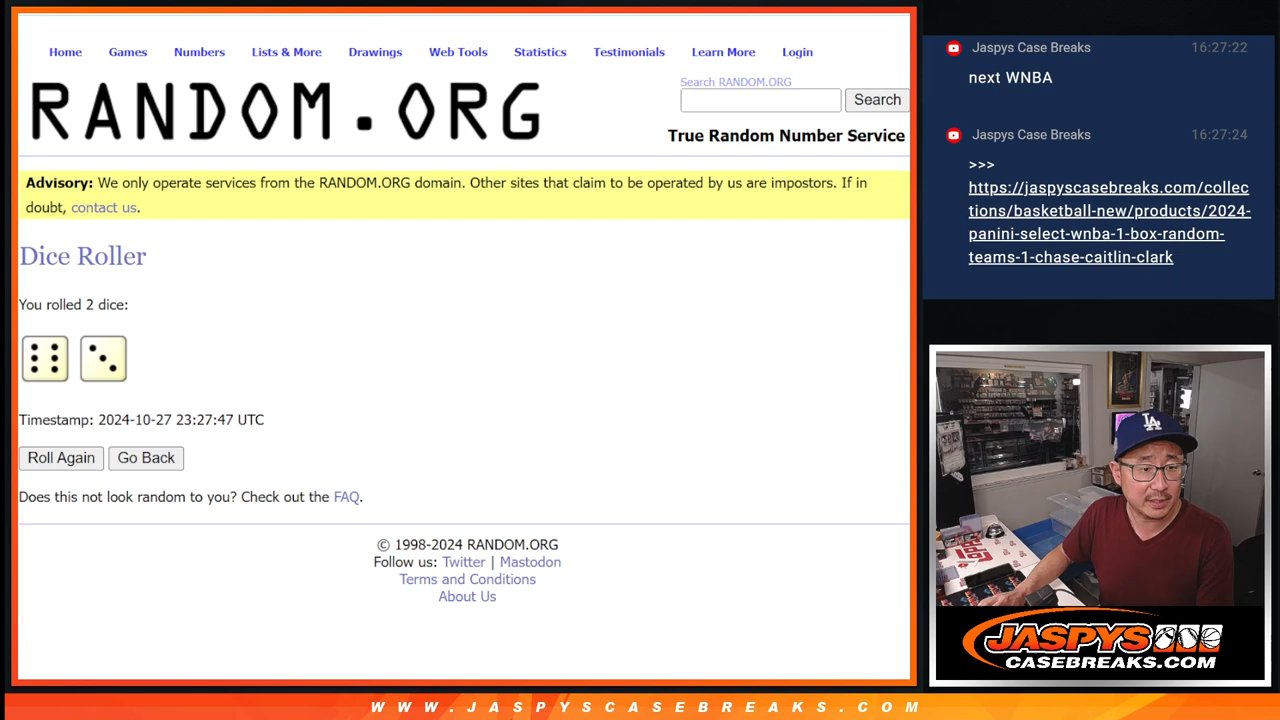 Home Games Numbers Lists & More Drawings Web Tools Statistics Testimonials Learn More Login
RANDOM.ORG
Search RANDOM.ORG
Search
True Random Number Service
Advisory: We only operate services from the RANDOM.ORG domain. Other sites that claim to be operated by us are impostors. If in
doubt, contact us.
Dice Roller
You rolled 2 dice:
Timestamp: 2024-10-27 23:27:47 UTC
Roll Again Go Back
Does this not look random to you? Check out the FAQ.
© 1998-2024 RANDOM.ORG
Follow us: Twitter | Mastodon
Terms and Conditions
About Us
Jaspys Case Breaks 16:27:22
next WNBA
Jaspys Case Breaks 16:27:24
>>>
https://jaspyscasebreaks.com/collec
tions/basketball-new/products/2024-
panini-select-wnba-1-box-random-
teams-1-chase-caitlin-clark
LA
JASPYS
CASEBREAKS.COM
WWW.JASPYSCASEBREAKS.COM